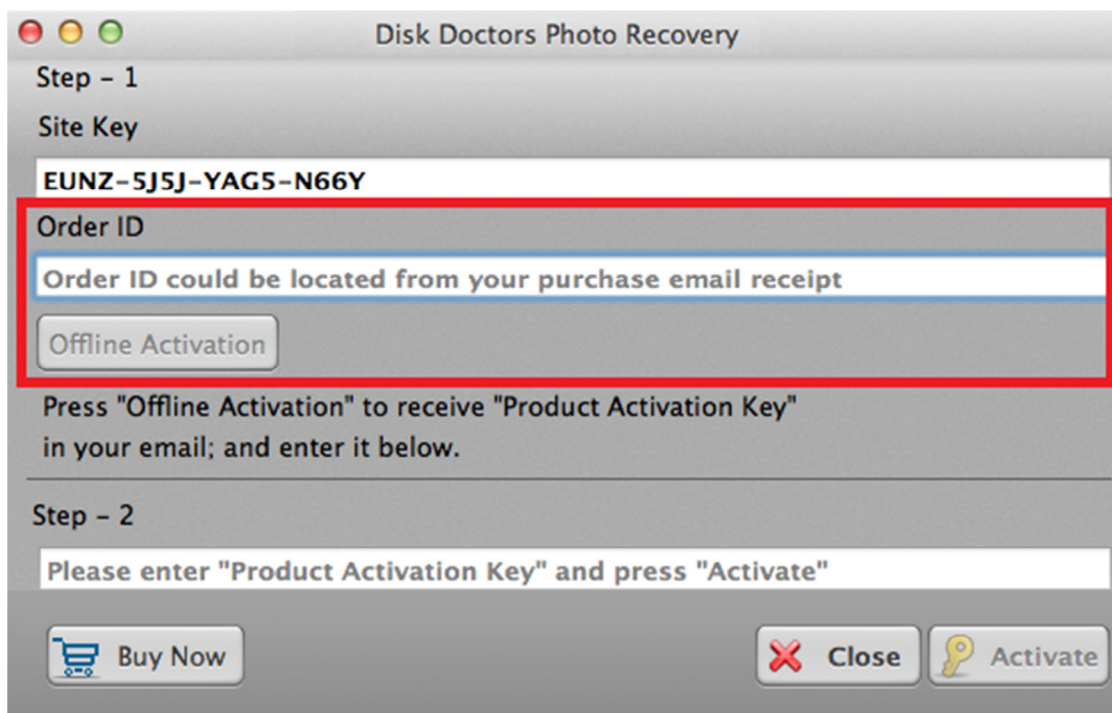 Disk Doctors Photo Recovery
Step - 1
Site Key
EUNZ-5J5J-YAG5-N66Y
Order ID
Order ID could be located from your purchase email receipt
Offline Activation
Press "Offline Activation" to receive "Product Activation Key"
in your email; and enter it below.
Step - 2
Please enter "Product Activation Key" and press "Activate"
Buy Now
Close
Activate